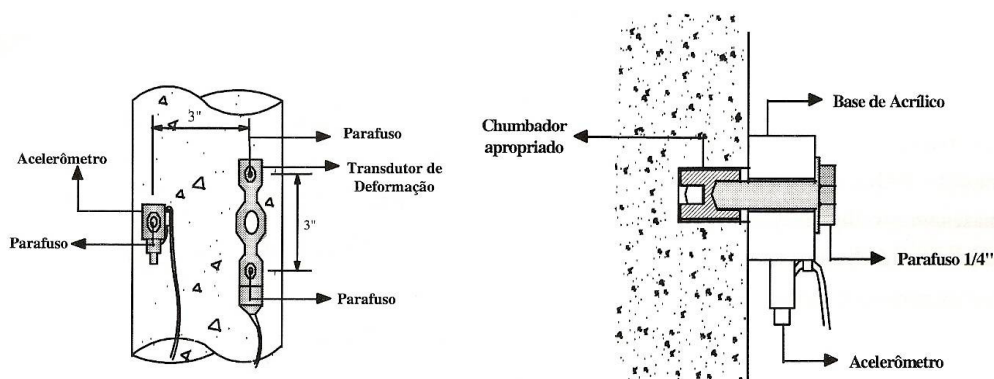 3"
Parafuso
Acelerômetro
Transdutor de
Deformação
Parafuso
3"
Parafuso
Base de Acrílico
Chumbador
apropriado
Parafuso 1/4"
Acelerômetro